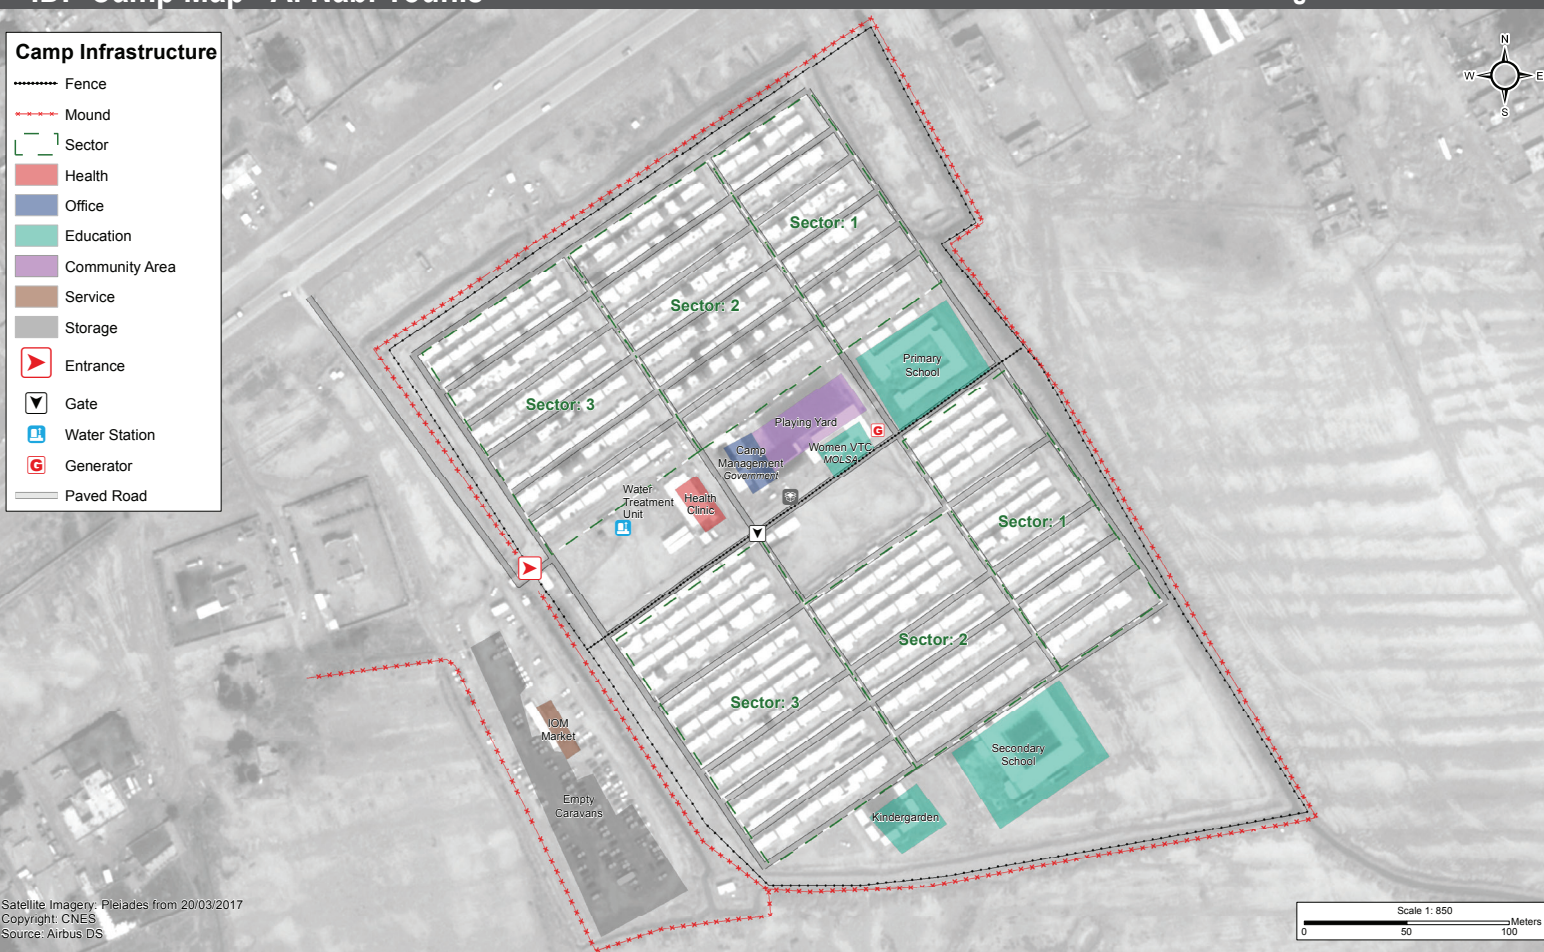 Camp Infrastructure
Fence
Mound
Sector
Health
Office
Education
Community Area
Service
Storage
Entrance
Gate
Water Station
G
Generator
Paved Road
N
W
E
S
Sector: 1
Sector: 2
Sector: 3
Primary
School
Playing Yard
G
Women VTC
MOLSA
Camp
Management
Government
Water
Treatment
Unit
Health
Clinic
Sector: 1
Sector: 2
Sector: 3
IOM
Market
Empty
Caravans
Secondary
School
Kindergarden
Satellite Imagery: Pleiades from 20/03/2017
Copyright: CNES
Source: Airbus DS
Scale 1: 850
Meters
0 50 100